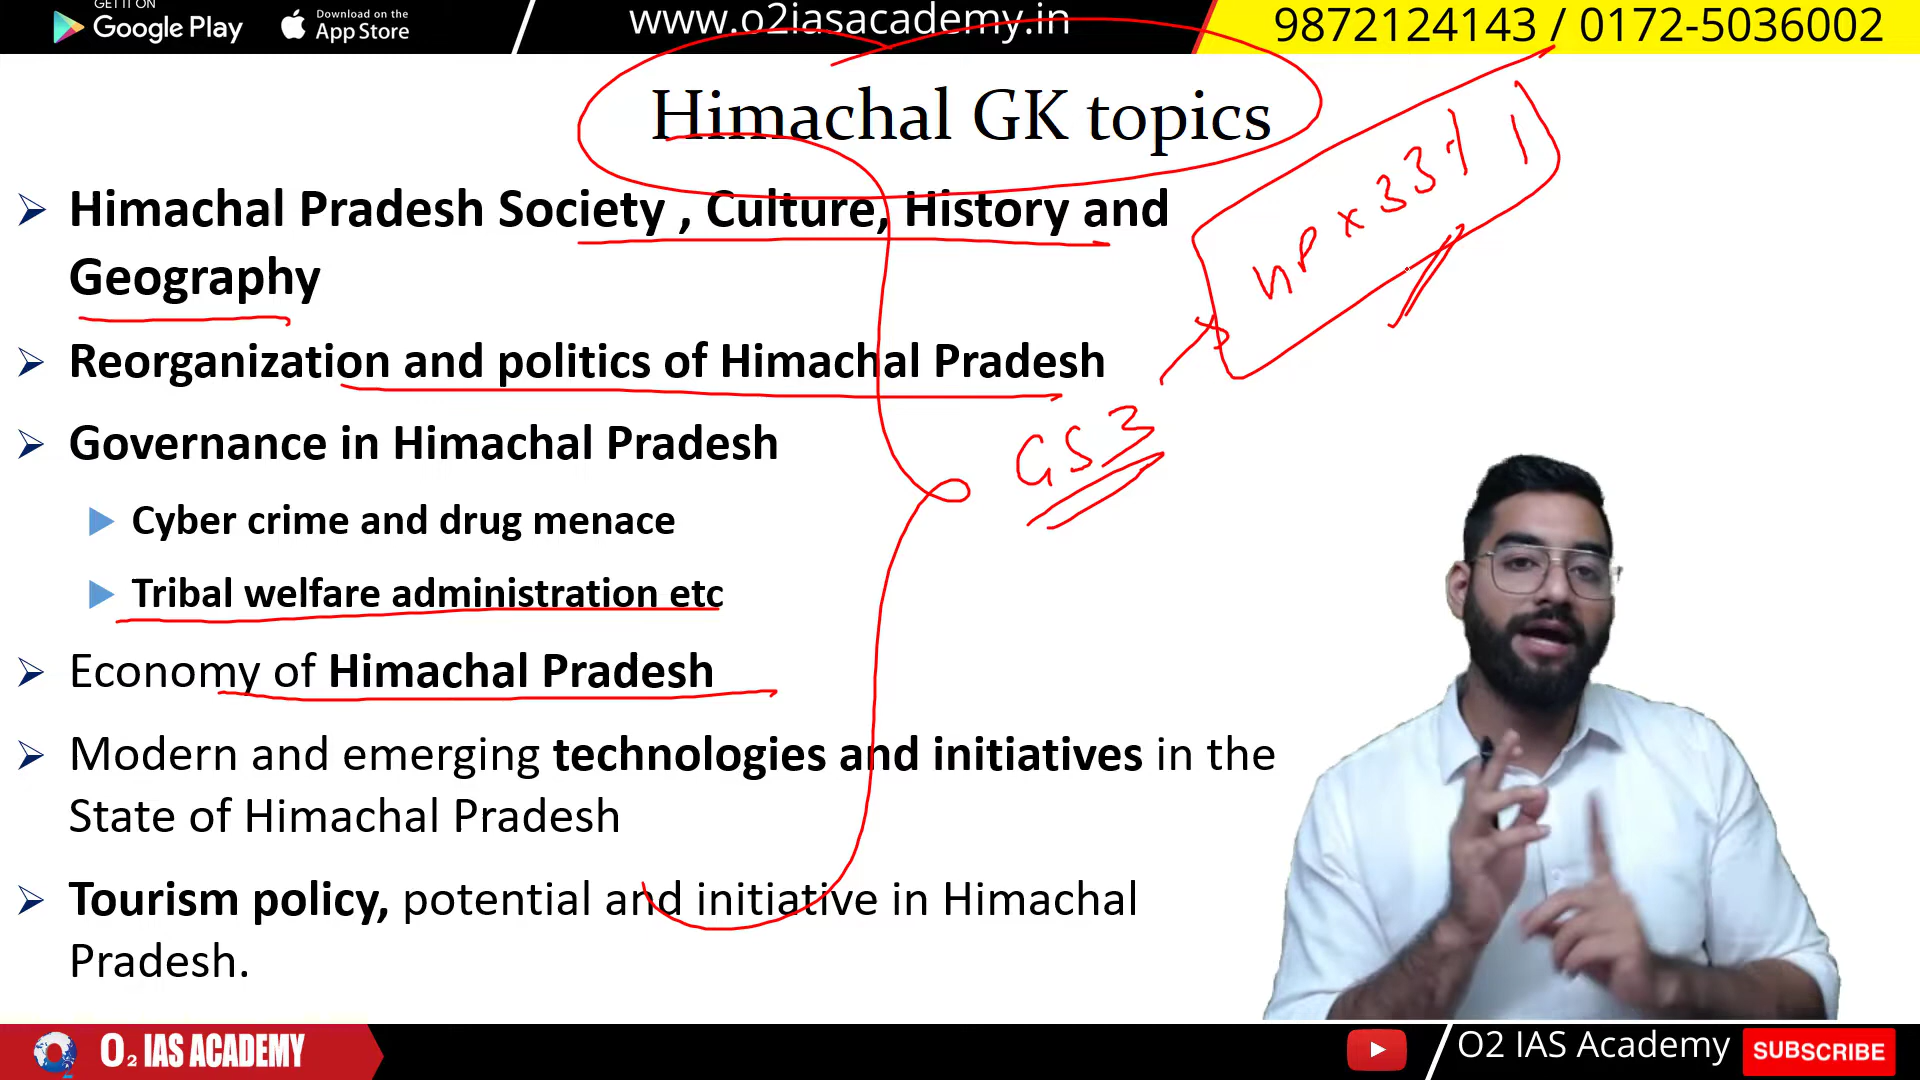 GET IT ON
Google Play
Download on the
App Store
www.o2iasacademy.in
9872124143 / 0172-5036002
Himachal GK topics
Himachal Pradesh Society , Culture, History and
Geography
Reorganization and politics of Himachal Pradesh
Governance in Himachal Pradesh
Cyber crime and drug menace
Tribal welfare administration etc
Economy of Himachal Pradesh
Modern and emerging technologies and initiatives in the
State of Himachal Pradesh
Tourism policy, potential and initiative in Himachal
Pradesh.
GS3
HP x 33%
O2 IAS ACADEMY
O2 IAS Academy
SUBSCRIBE